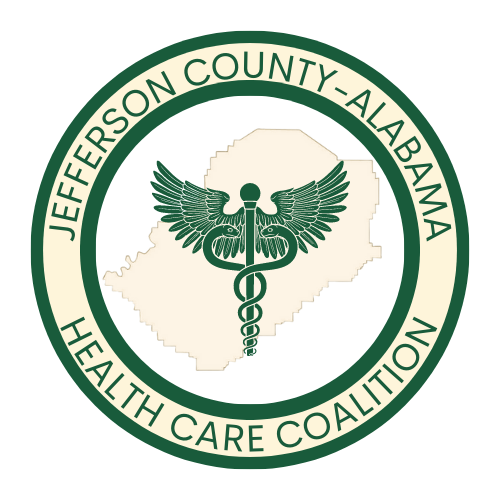 JEFFERSON COUNTY-ALABAMA
HEALTH CARE COALITION